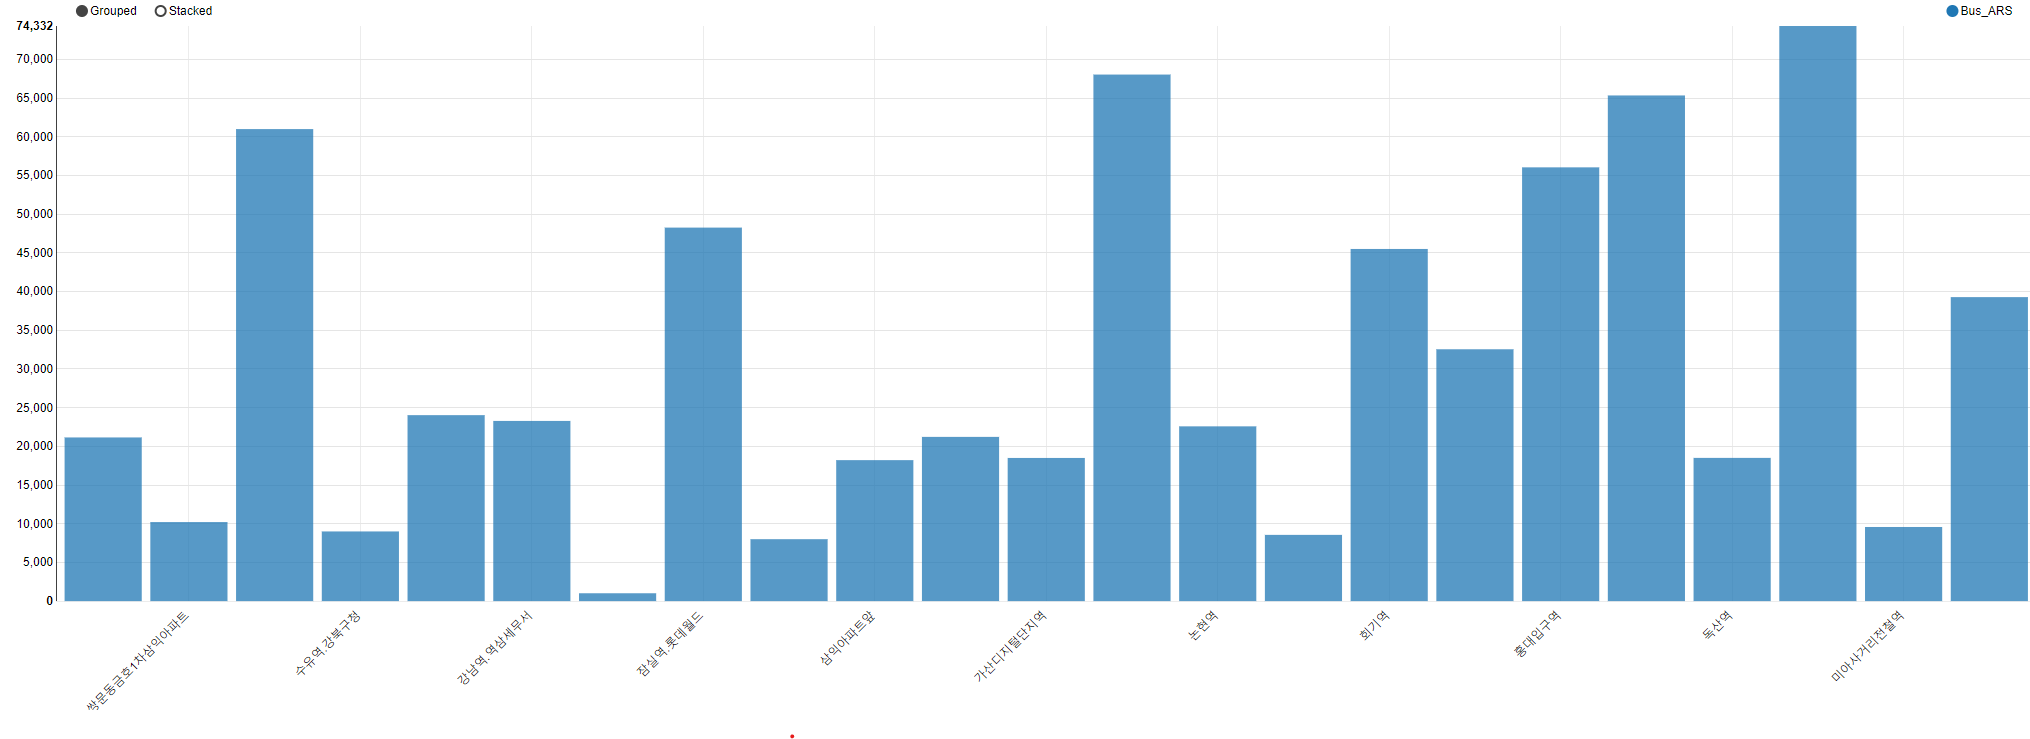 Grouped Stacked Bus_ARS
74,332
70,000
65,000
60,000
55,000
50,000
45,000
40,000
35,000
30,000
25,000
20,000
15,000
10,000
5,000
0
쌍문동금호1차삼익아파트
수유역.강북구청
강남역.역삼세무서
잠실역,롯데월드
삼익아파트앞
가산디지털단지역
논현역
회기역
홍대입구역
독산역
미아사거리전철역